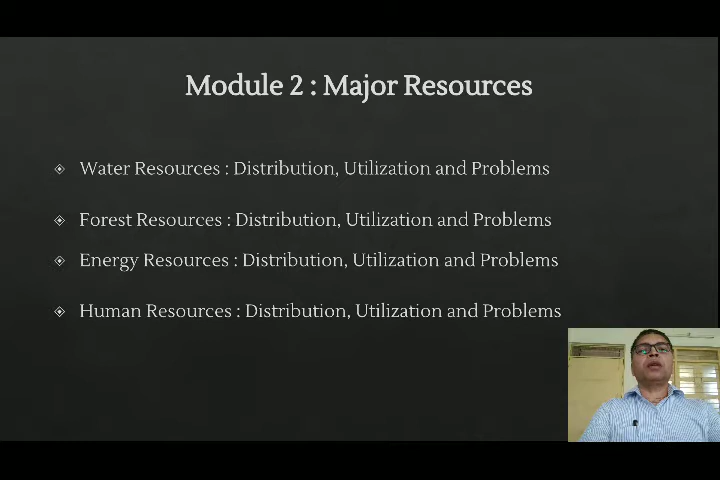 Module 2 : Major Resources
Water Resources : Distribution, Utilization and Problems
Forest Resources : Distribution, Utilization and Problems
Energy Resources : Distribution, Utilization and Problems
Human Resources : Distribution, Utilization and Problems